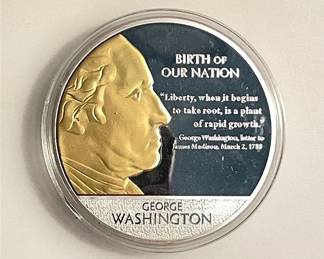 BIRTH OF
OUR NATION
"Liberty, when it begins
to take root, is a plant
of rapid growth."
George Washington, letter to
James Madison, March 2, 1788
GEORGE
WASHINGTON